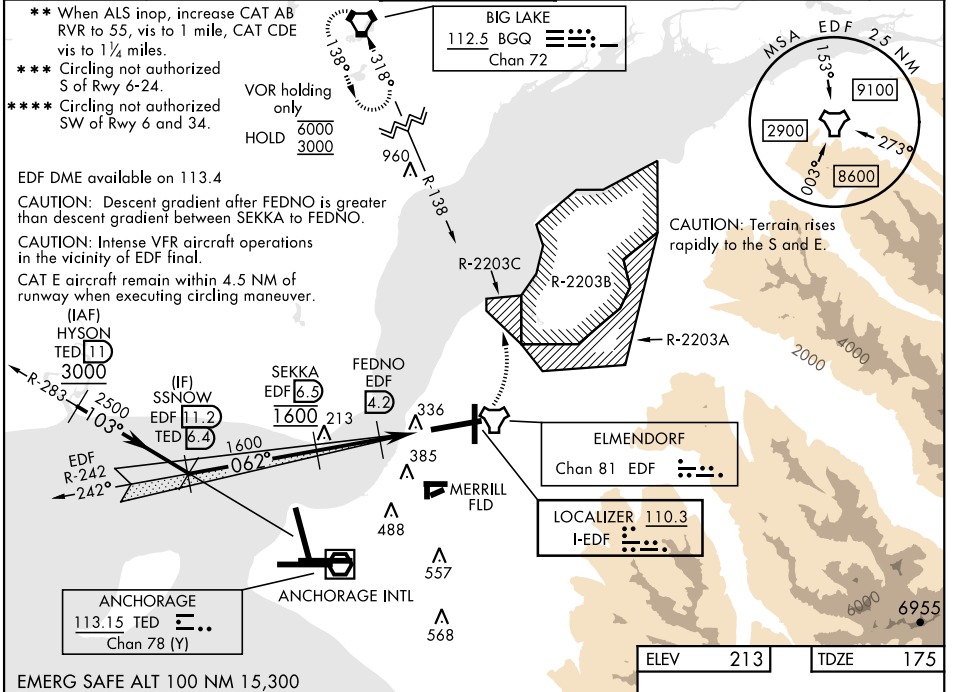 ** When ALS inop, increase CAT AB
RVR to 55, vis to 1 mile, CAT CDE
vis to 1¼ miles.
*** Circling not authorized
S of Rwy 6-24.
**** Circling not authorized
SW of Rwy 6 and 34.
EDF DME available on 113.4
CAUTION: Descent gradient after FEDNO is greater
than descent gradient between SEKKA to FEDNO.
CAUTION: Intense VFR aircraft operations
in the vicinity of EDF final.
CAT E aircraft remain within 4.5 NM of
runway when executing circling maneuver.
VOR holding
only
HOLD 6000
3000
138°
318°
BIG LAKE
112.5 BGQ
Chan 72
960
R-138
MSA EDF 25 NM
153°
9100
2900
273°
003°
8600
CAUTION: Terrain rises
rapidly to the S and E.
R-2203C
R-2203B
R-2203A
2000
4000
(IAF)
HYSON
TED 11
3000
R-283
2500
103°
(IF)
SSNOW
EDF 11.2
TED 6.4
SEKKA
EDF 6.5
1600
FEDNO
EDF
4.2
213
336
1600
062°
EDF
R-242
242°
385
488
557
568
MERRILL
FLD
ELMENDORF
Chan 81 EDF
LOCALIZER 110.3
I-EDF
ANCHORAGE INTL
ANCHORAGE
113.15 TED
Chan 78 (Y)
6000
6955
EMERG SAFE ALT 100 NM 15,300
ELEV 213
TDZE 175